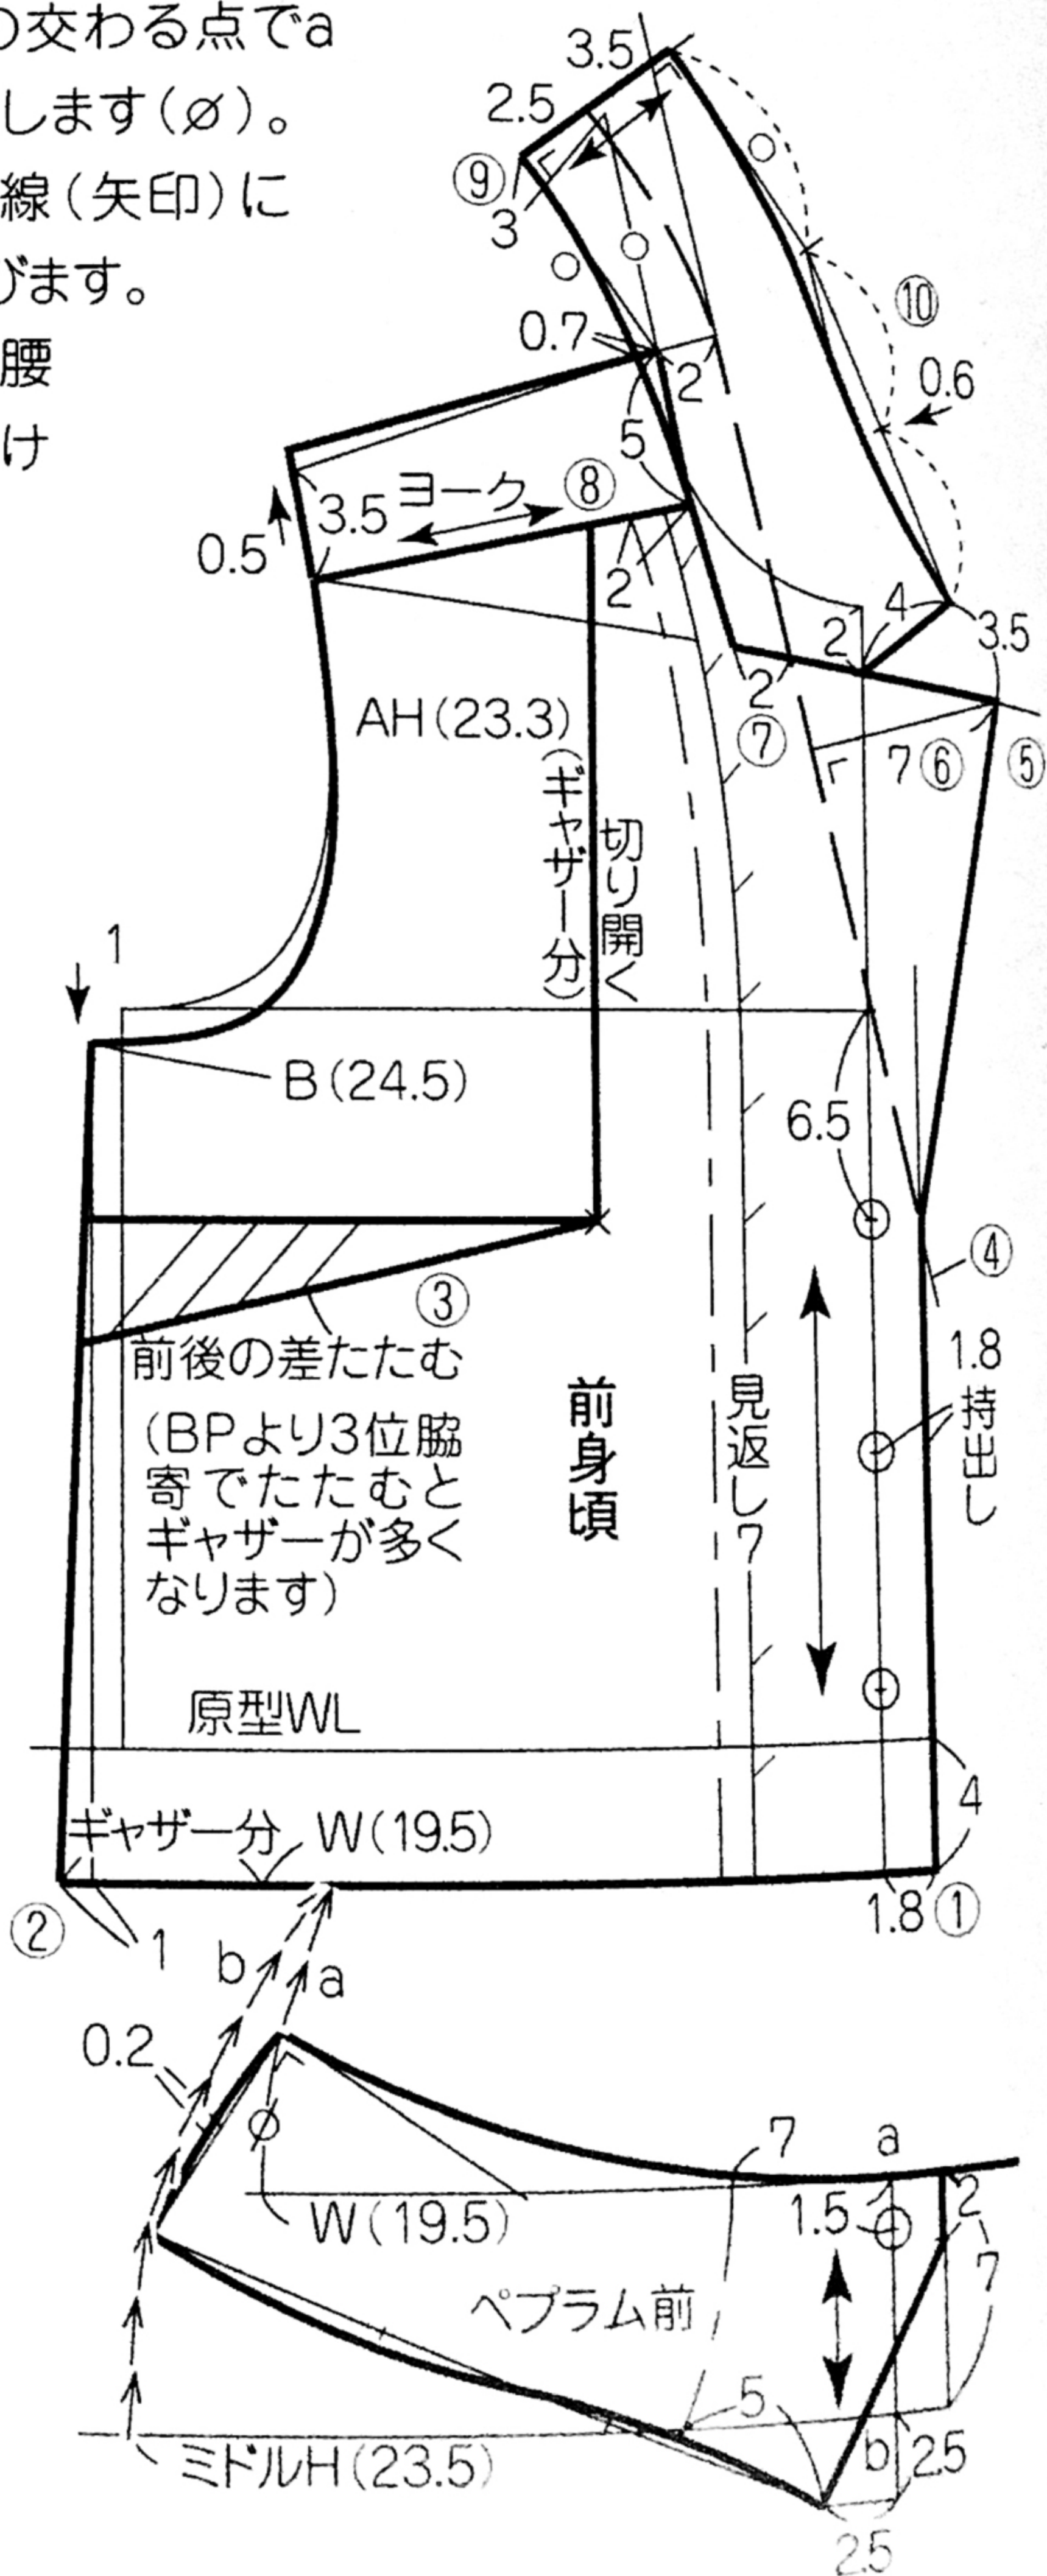 の交わる点でa
します(⌀)。
線(矢印)に
びます。
腰
け
3.5
2.5
⑨
3
○
○
○
⑩
0.6
0.7
2
5
ヨーク
⑧
3.5
0.5
2
4
2
3.5
2
⑦
7
⑥
⑤
AH(23.3)
(ギャザー分)
切り開く
1
B(24.5)
6.5
③
④
前後の差たたむ
(BPより3位脇
寄でたたむと
ギャザーが多く
なります)
前身頃
見返し7
1.8
持出し
原型WL
4
ギャザー分
W(19.5)
②
1
1.8
①
b
a
0.2
⌀
W(19.5)
7
a
1.5
2
7
ペプラム前
5
b
2.5
ミドルH(23.5)
2.5